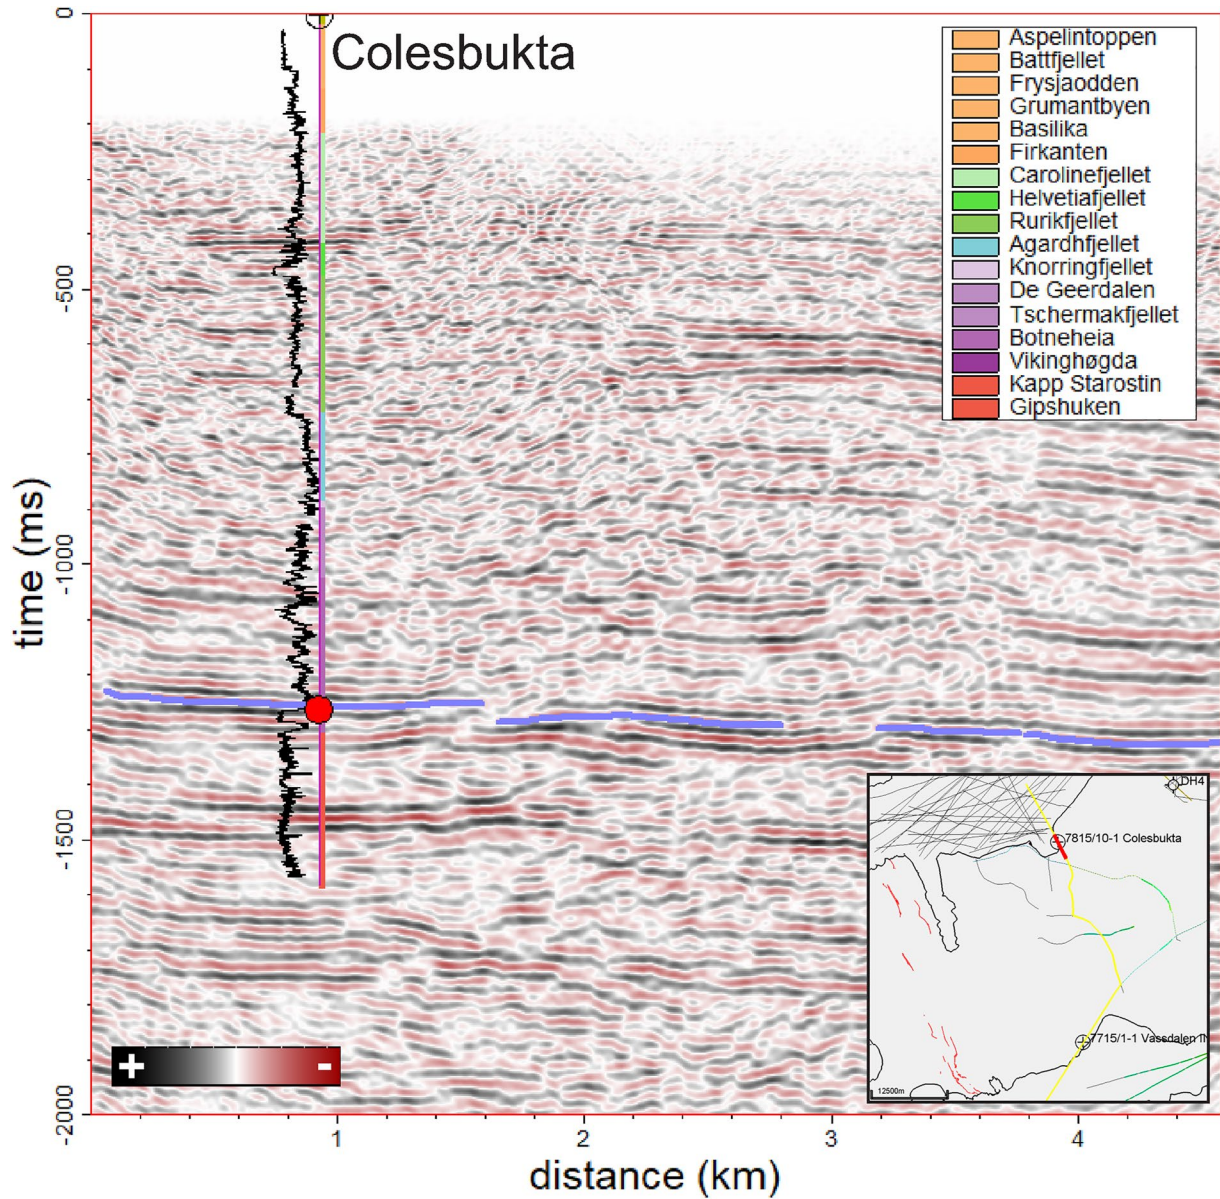 Colesbukta
Aspelintoppen
Battfjellet
Frysjaodden
Grumantbyen
Basilika
Firkanten
Carolinefjellet
Helvetiafjellet
Rurikfjellet
Agardhfjellet
Knorringfjellet
De Geerdalen
Tschermakfjellet
Botneheia
Vikinghøgda
Kapp Starostin
Gipshuken
time (ms)
-0
-500
-1000
-1500
-2000
DH4
7815/10-1 Colesbukta
7715/1-1 Vassdalen II
12500m
+ -
1 2 3 4
distance (km)